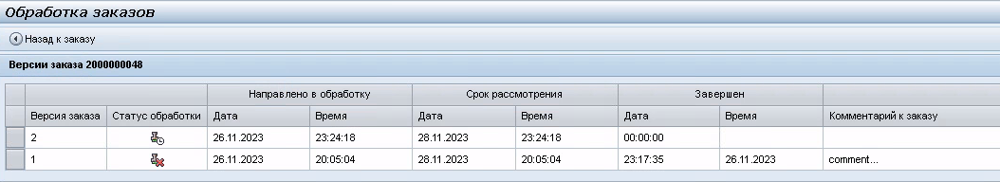 Обработка заказов
Назад к заказу
Версии заказа 2000000048
Направлено в обработку Срок рассмотрения Завершен
Версия заказа Статус обработки Дата Время Дата Время Дата Время Комментарий к заказу
2 26.11.2023 23:24:18 28.11.2023 23:24:18 00:00:00
1 26.11.2023 20:05:04 28.11.2023 20:05:04 23:17:35 26.11.2023 comment...